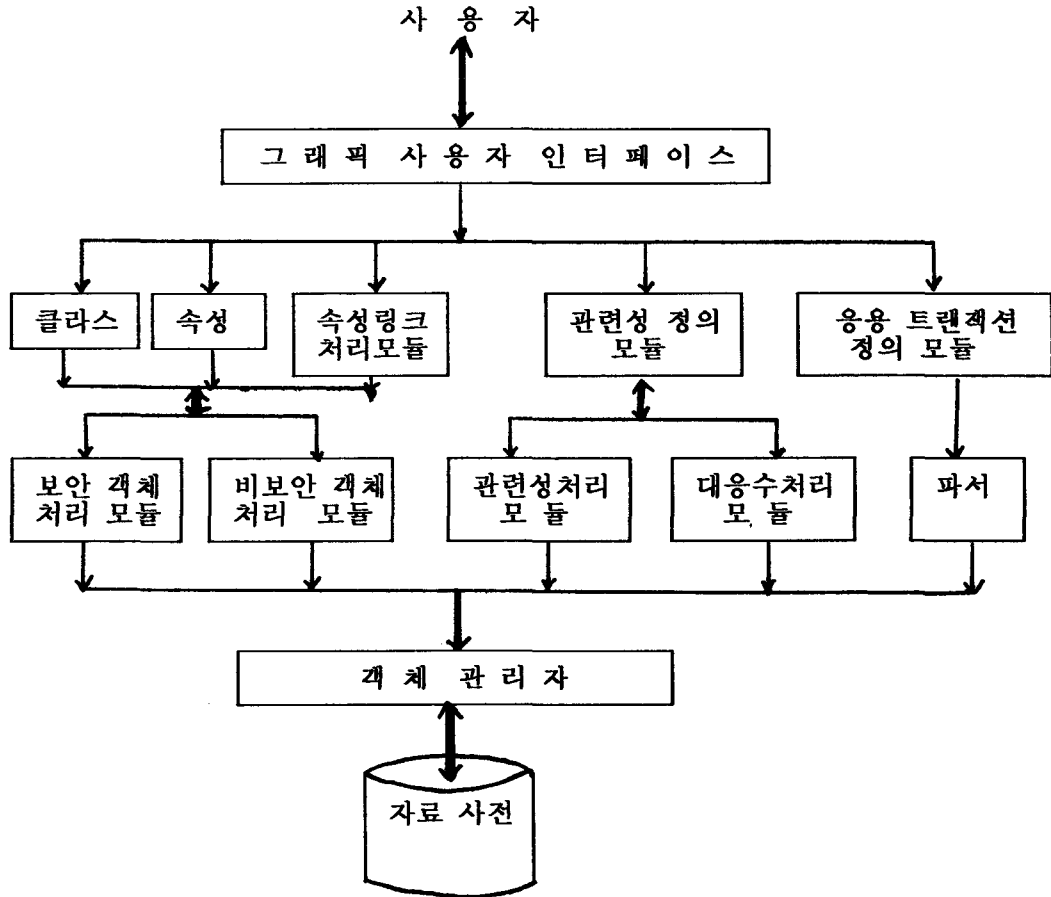 사 용 자
그 래 픽 사 용 자 인 터 페 이 스
클라스
속성
속성링크
처리모듈
관련성 정의
모듈
응용 트랜잭션
정의 모듈
보안 객체
처리 모듈
비보안 객체
처리 모듈
관련성처리
모 듈
대응수처리
모 듈
파서
객 체 관 리 자
자료 사전